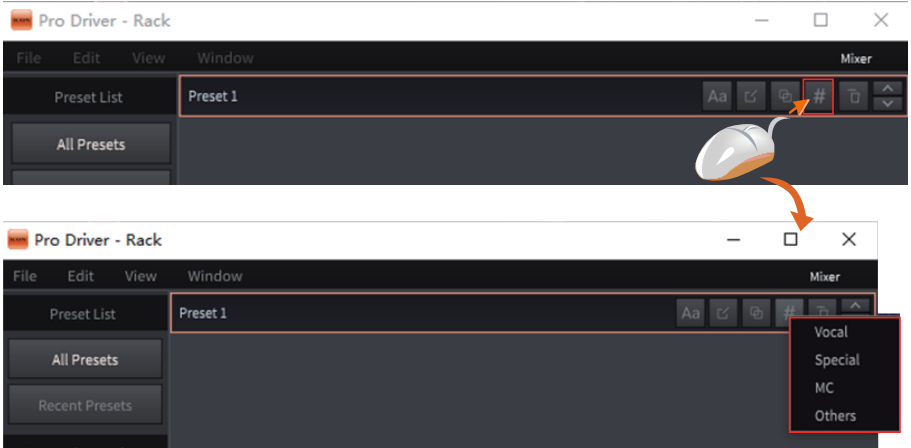 Pro Driver - Rack
File Edit View Window Mixer
Preset List
Preset 1 Aa #
All Presets
Pro Driver - Rack
File Edit View Window Mixer
Preset List
Preset 1 Aa #
All Presets
Recent Presets
Vocal
Special
MC
Others